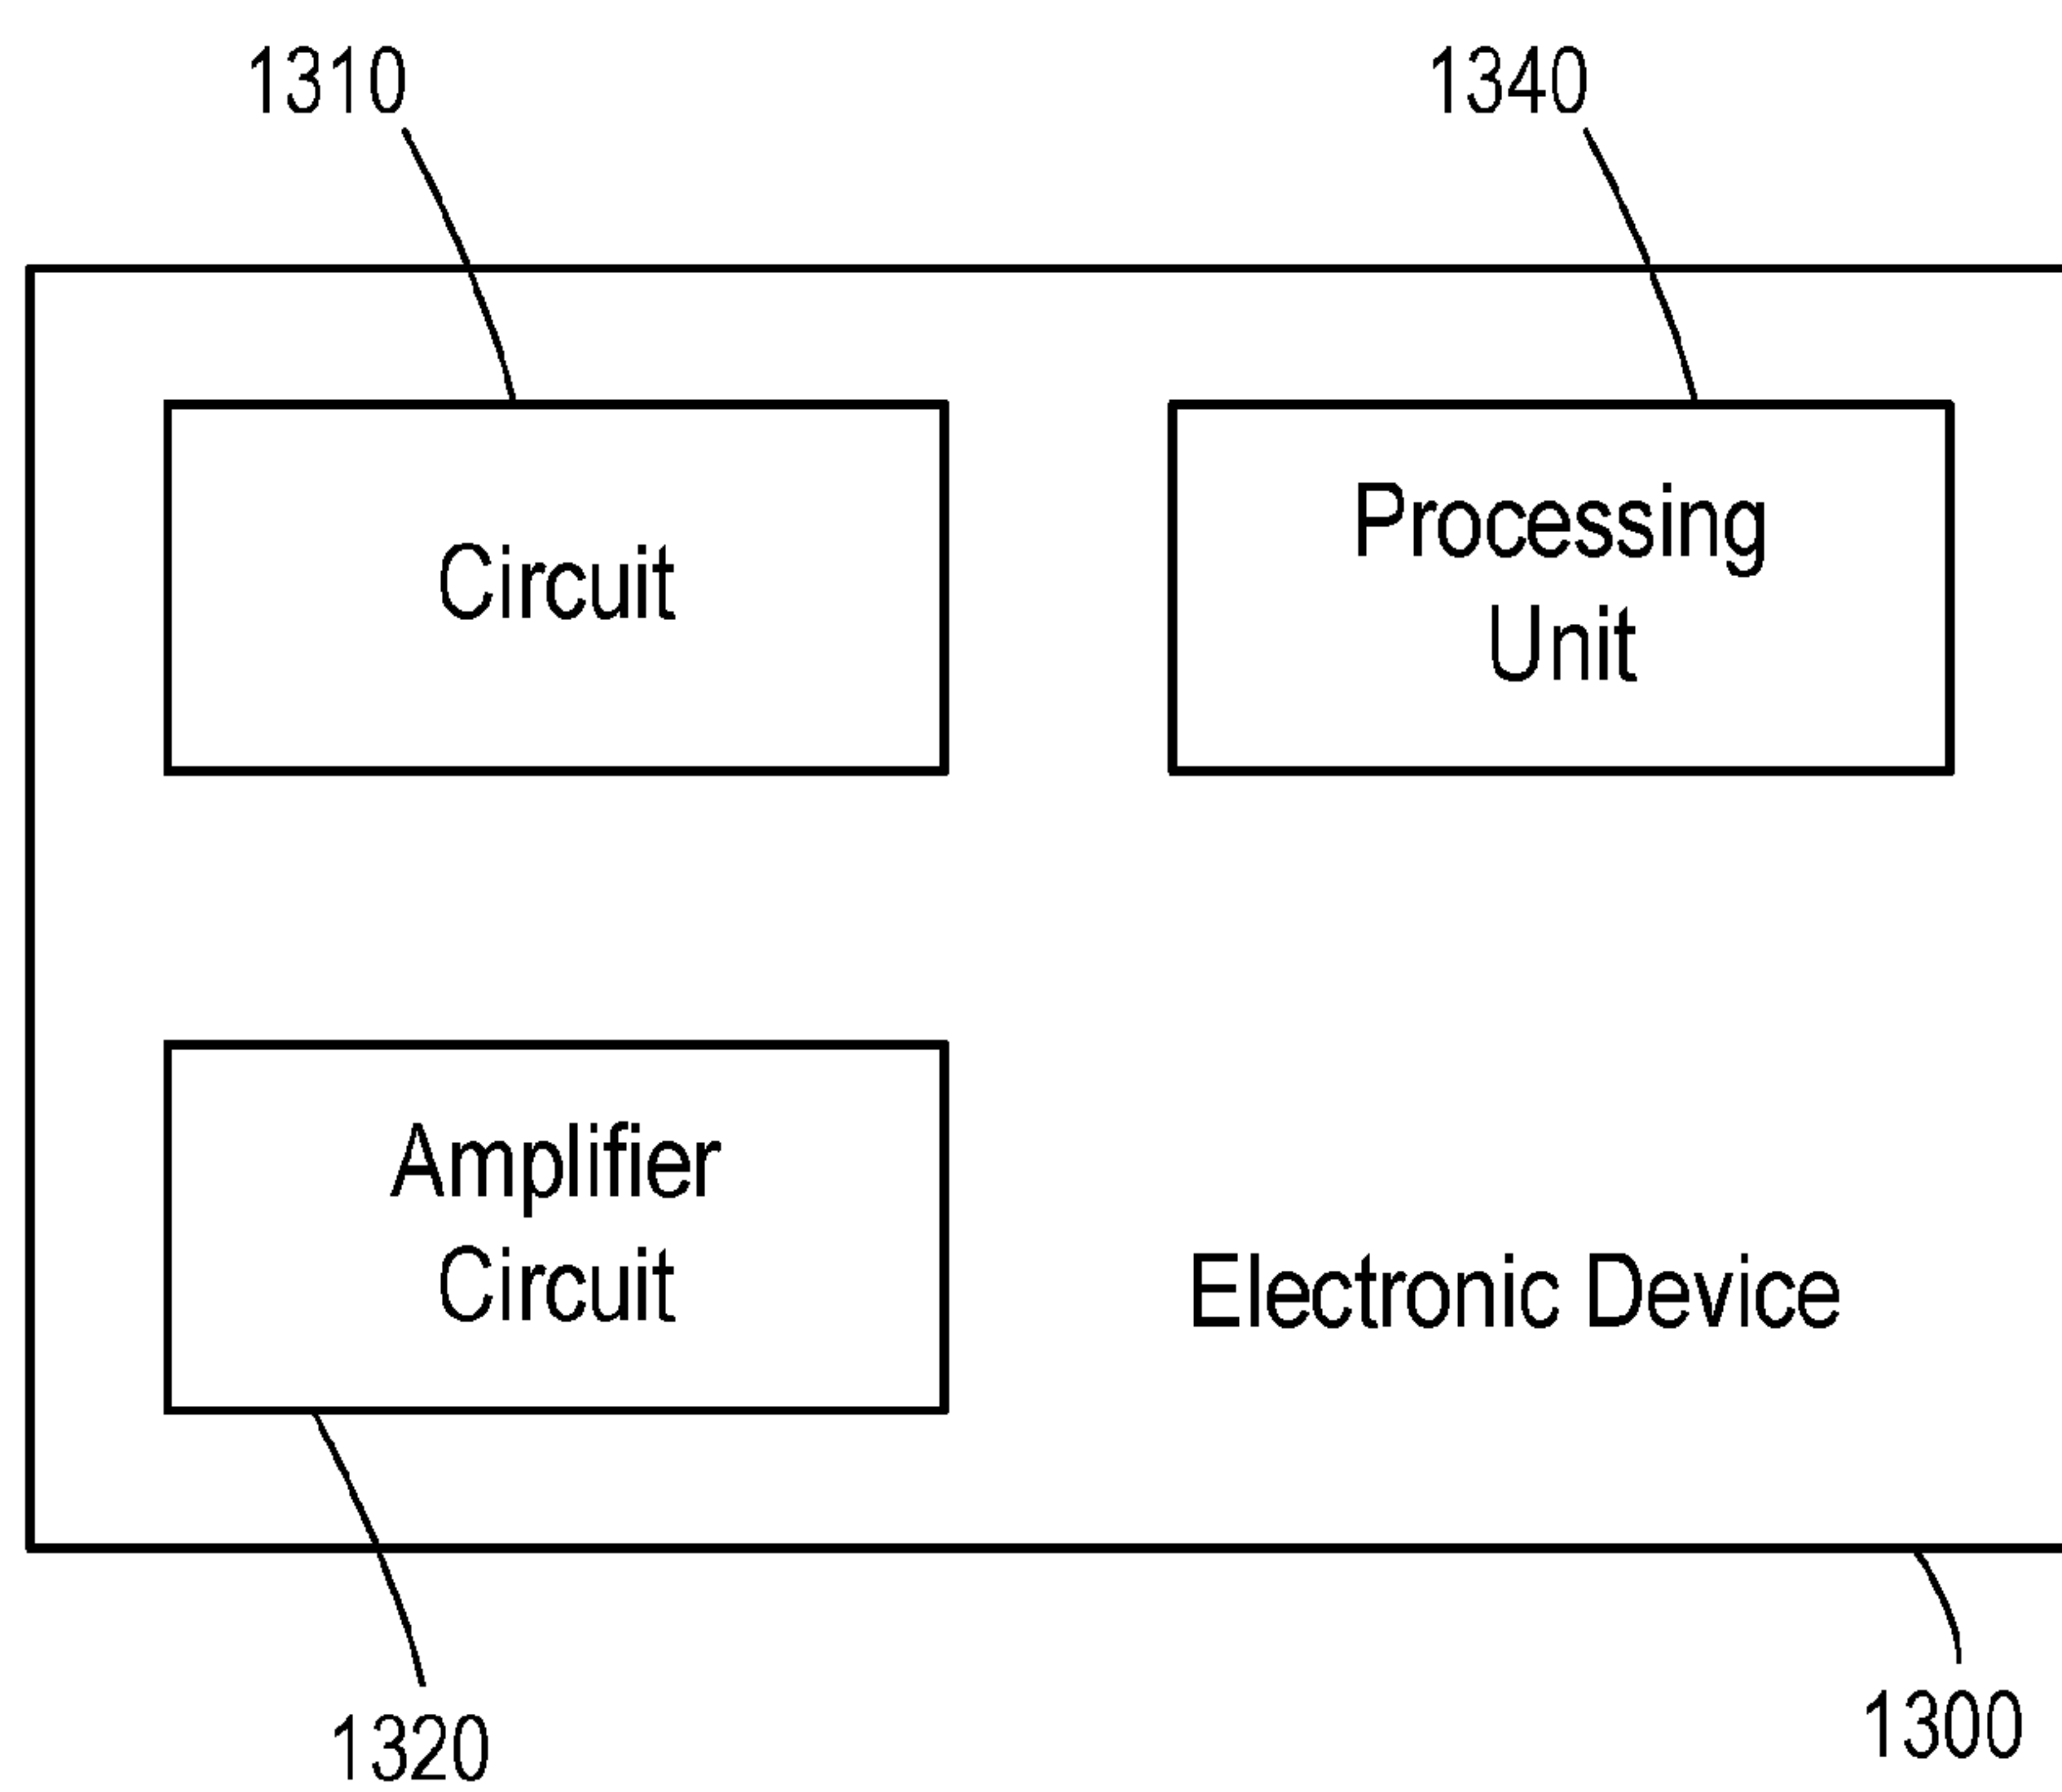 1310
1340
Circuit
Processing
Unit
Amplifier
Circuit
Electronic Device
1320
1300